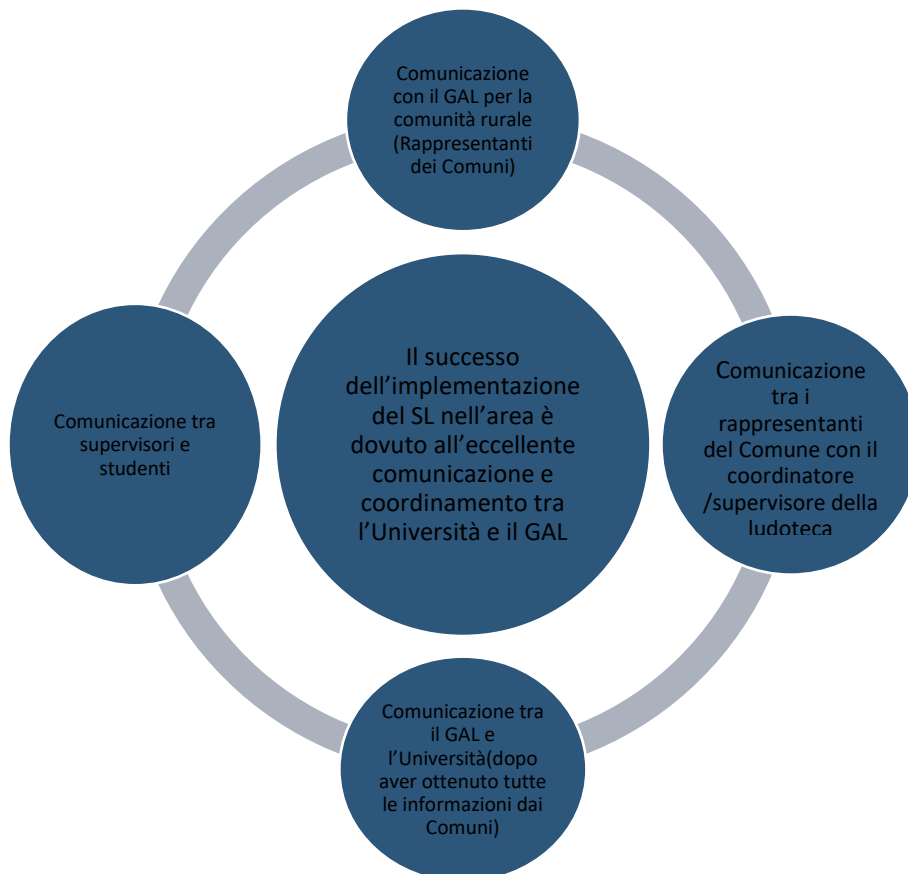 Comunicazione
con il GAL per la
comunità rurale
(Rappresentanti
dei Comuni)
Il successo
dell’implementazione
del SL nell’area è
dovuto all’eccellente
comunicazione e
coordinamento tra
l’Università e il GAL
Comunicazione
tra i
rappresentanti
del Comune con il
coordinatore
/supervisore della
ludoteca
Comunicazione tra
il GAL e
l’Università(dopo
aver ottenuto tutte
le informazioni dai
Comuni)
Comunicazione tra
supervisori e
studenti